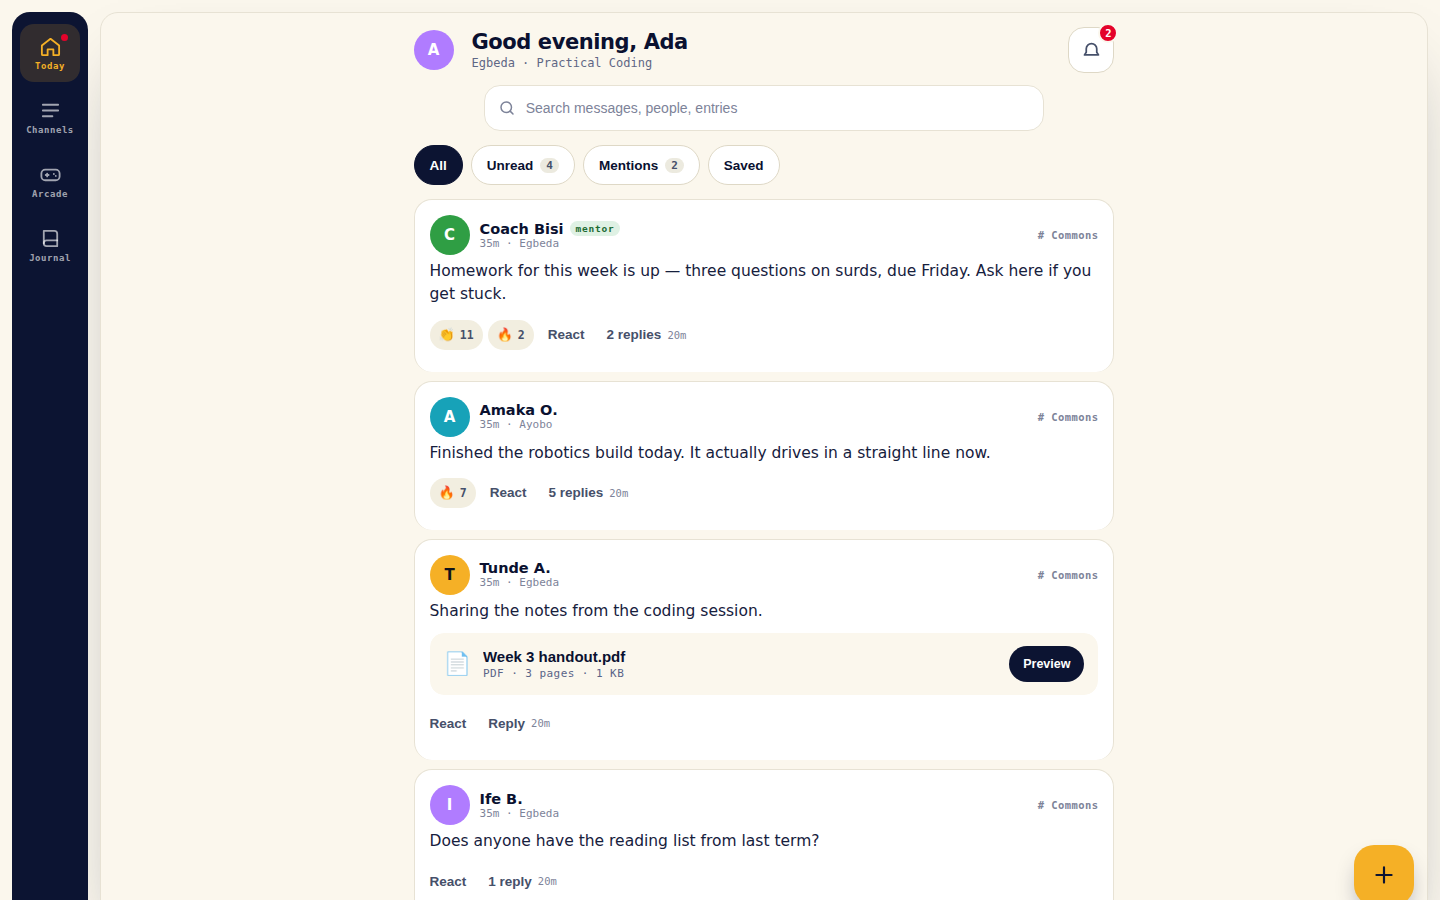 Today
Channels
Arcade
Journal
A
Good evening, Ada
Egbeda · Practical Coding
2
Search messages, people, entries
All
Unread 4
Mentions 2
Saved
C
Coach Bisi mentor
35m · Egbeda
# Commons
Homework for this week is up — three questions on surds, due Friday. Ask here if you
get stuck.
👏 11 🔥 2 React 2 replies 20m
A
Amaka O.
35m · Ayobo
# Commons
Finished the robotics build today. It actually drives in a straight line now.
🔥 7 React 5 replies 20m
T
Tunde A.
35m · Egbeda
# Commons
Sharing the notes from the coding session.
Week 3 handout.pdf
PDF · 3 pages · 1 KB
Preview
React Reply 20m
I
Ife B.
35m · Egbeda
# Commons
Does anyone have the reading list from last term?
React 1 reply 20m